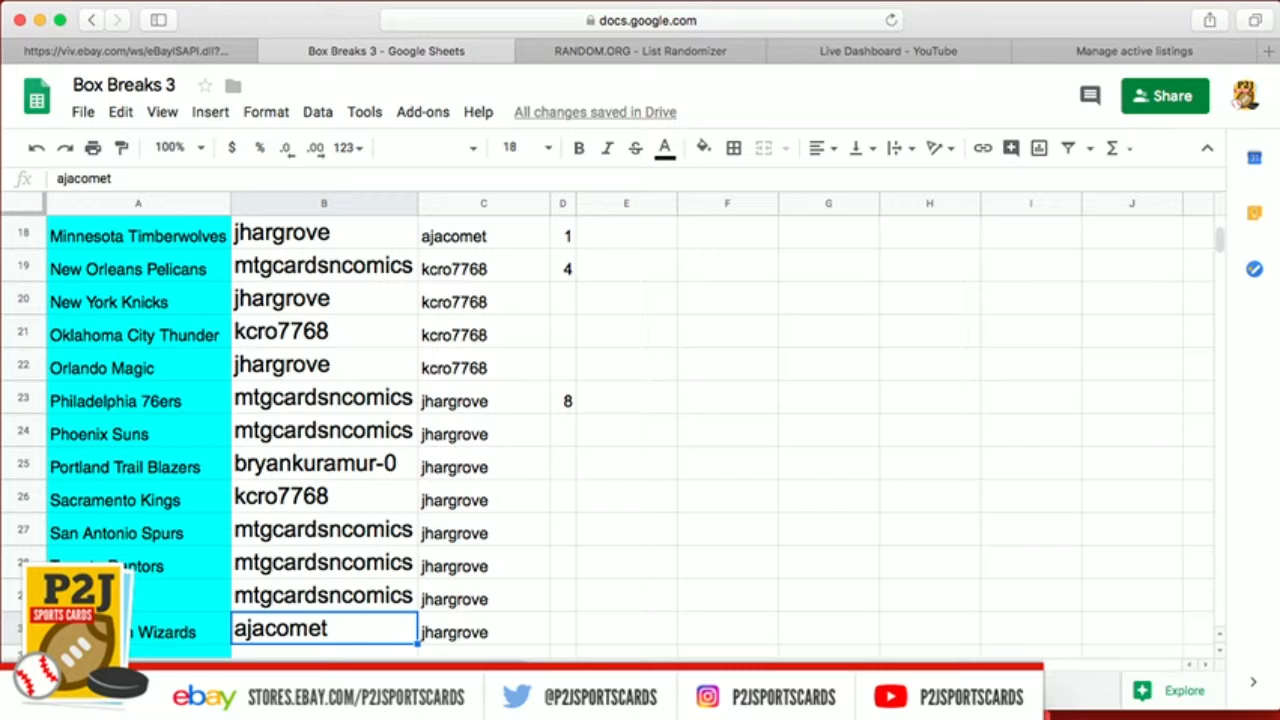 docs.google.com
https://viv.ebay.com/ws/eBayISAPI.dll?...
Box Breaks 3 - Google Sheets
RANDOM.ORG - List Randomizer
Live Dashboard - YouTube
Manage active listings
Box Breaks 3
File Edit View Insert Format Data Tools Add-ons Help All changes saved in Drive
Share
100% $ % .0 .00 123 18 B I S A
fx ajacomet
A B C D E F G H I J
18 Minnesota Timberwolves jhargrove ajacomet 1
19 New Orleans Pelicans mtgcardsncomics kcro7768 4
20 New York Knicks jhargrove kcro7768
21 Oklahoma City Thunder kcro7768 kcro7768
22 Orlando Magic jhargrove kcro7768
23 Philadelphia 76ers mtgcardsncomics jhargrove 8
24 Phoenix Suns mtgcardsncomics jhargrove
25 Portland Trail Blazers bryankuramur-0 jhargrove
26 Sacramento Kings kcro7768 jhargrove
27 San Antonio Spurs mtgcardsncomics jhargrove
mtgcardsncomics jhargrove
mtgcardsncomics jhargrove
Wizards ajacomet jhargrove
P2J
SPORTS CARDS
ebay STORES.EBAY.COM/P2JSPORTSCARDS @P2JSPORTSCARDS P2JSPORTSCARDS P2JSPORTSCARDS
Explore